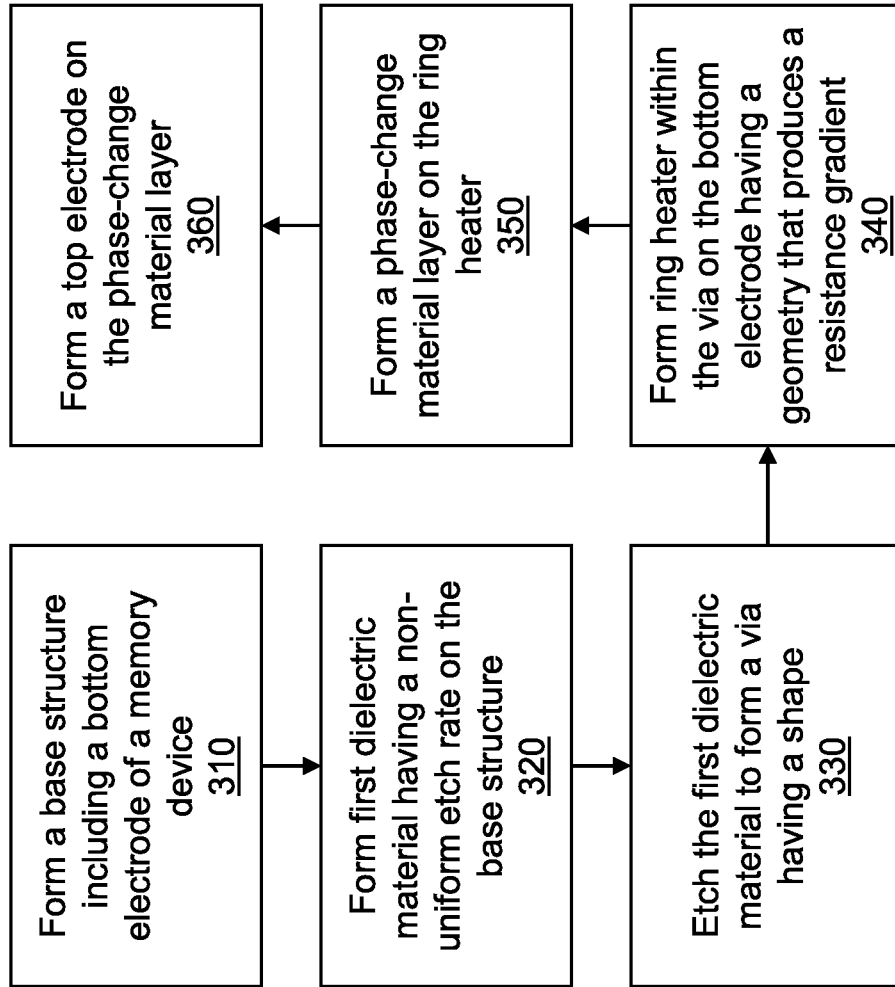 Form a base structure
including a bottom
electrode of a memory
device
310
Form first dielectric
material having a non-
uniform etch rate on the
base structure
320
Etch the first dielectric
material to form a via
having a shape
330
Form ring heater within
the via on the bottom
electrode having a
geometry that produces a
resistance gradient
340
Form a phase-change
material layer on the ring
heater
350
Form a top electrode on
the phase-change
material layer
360